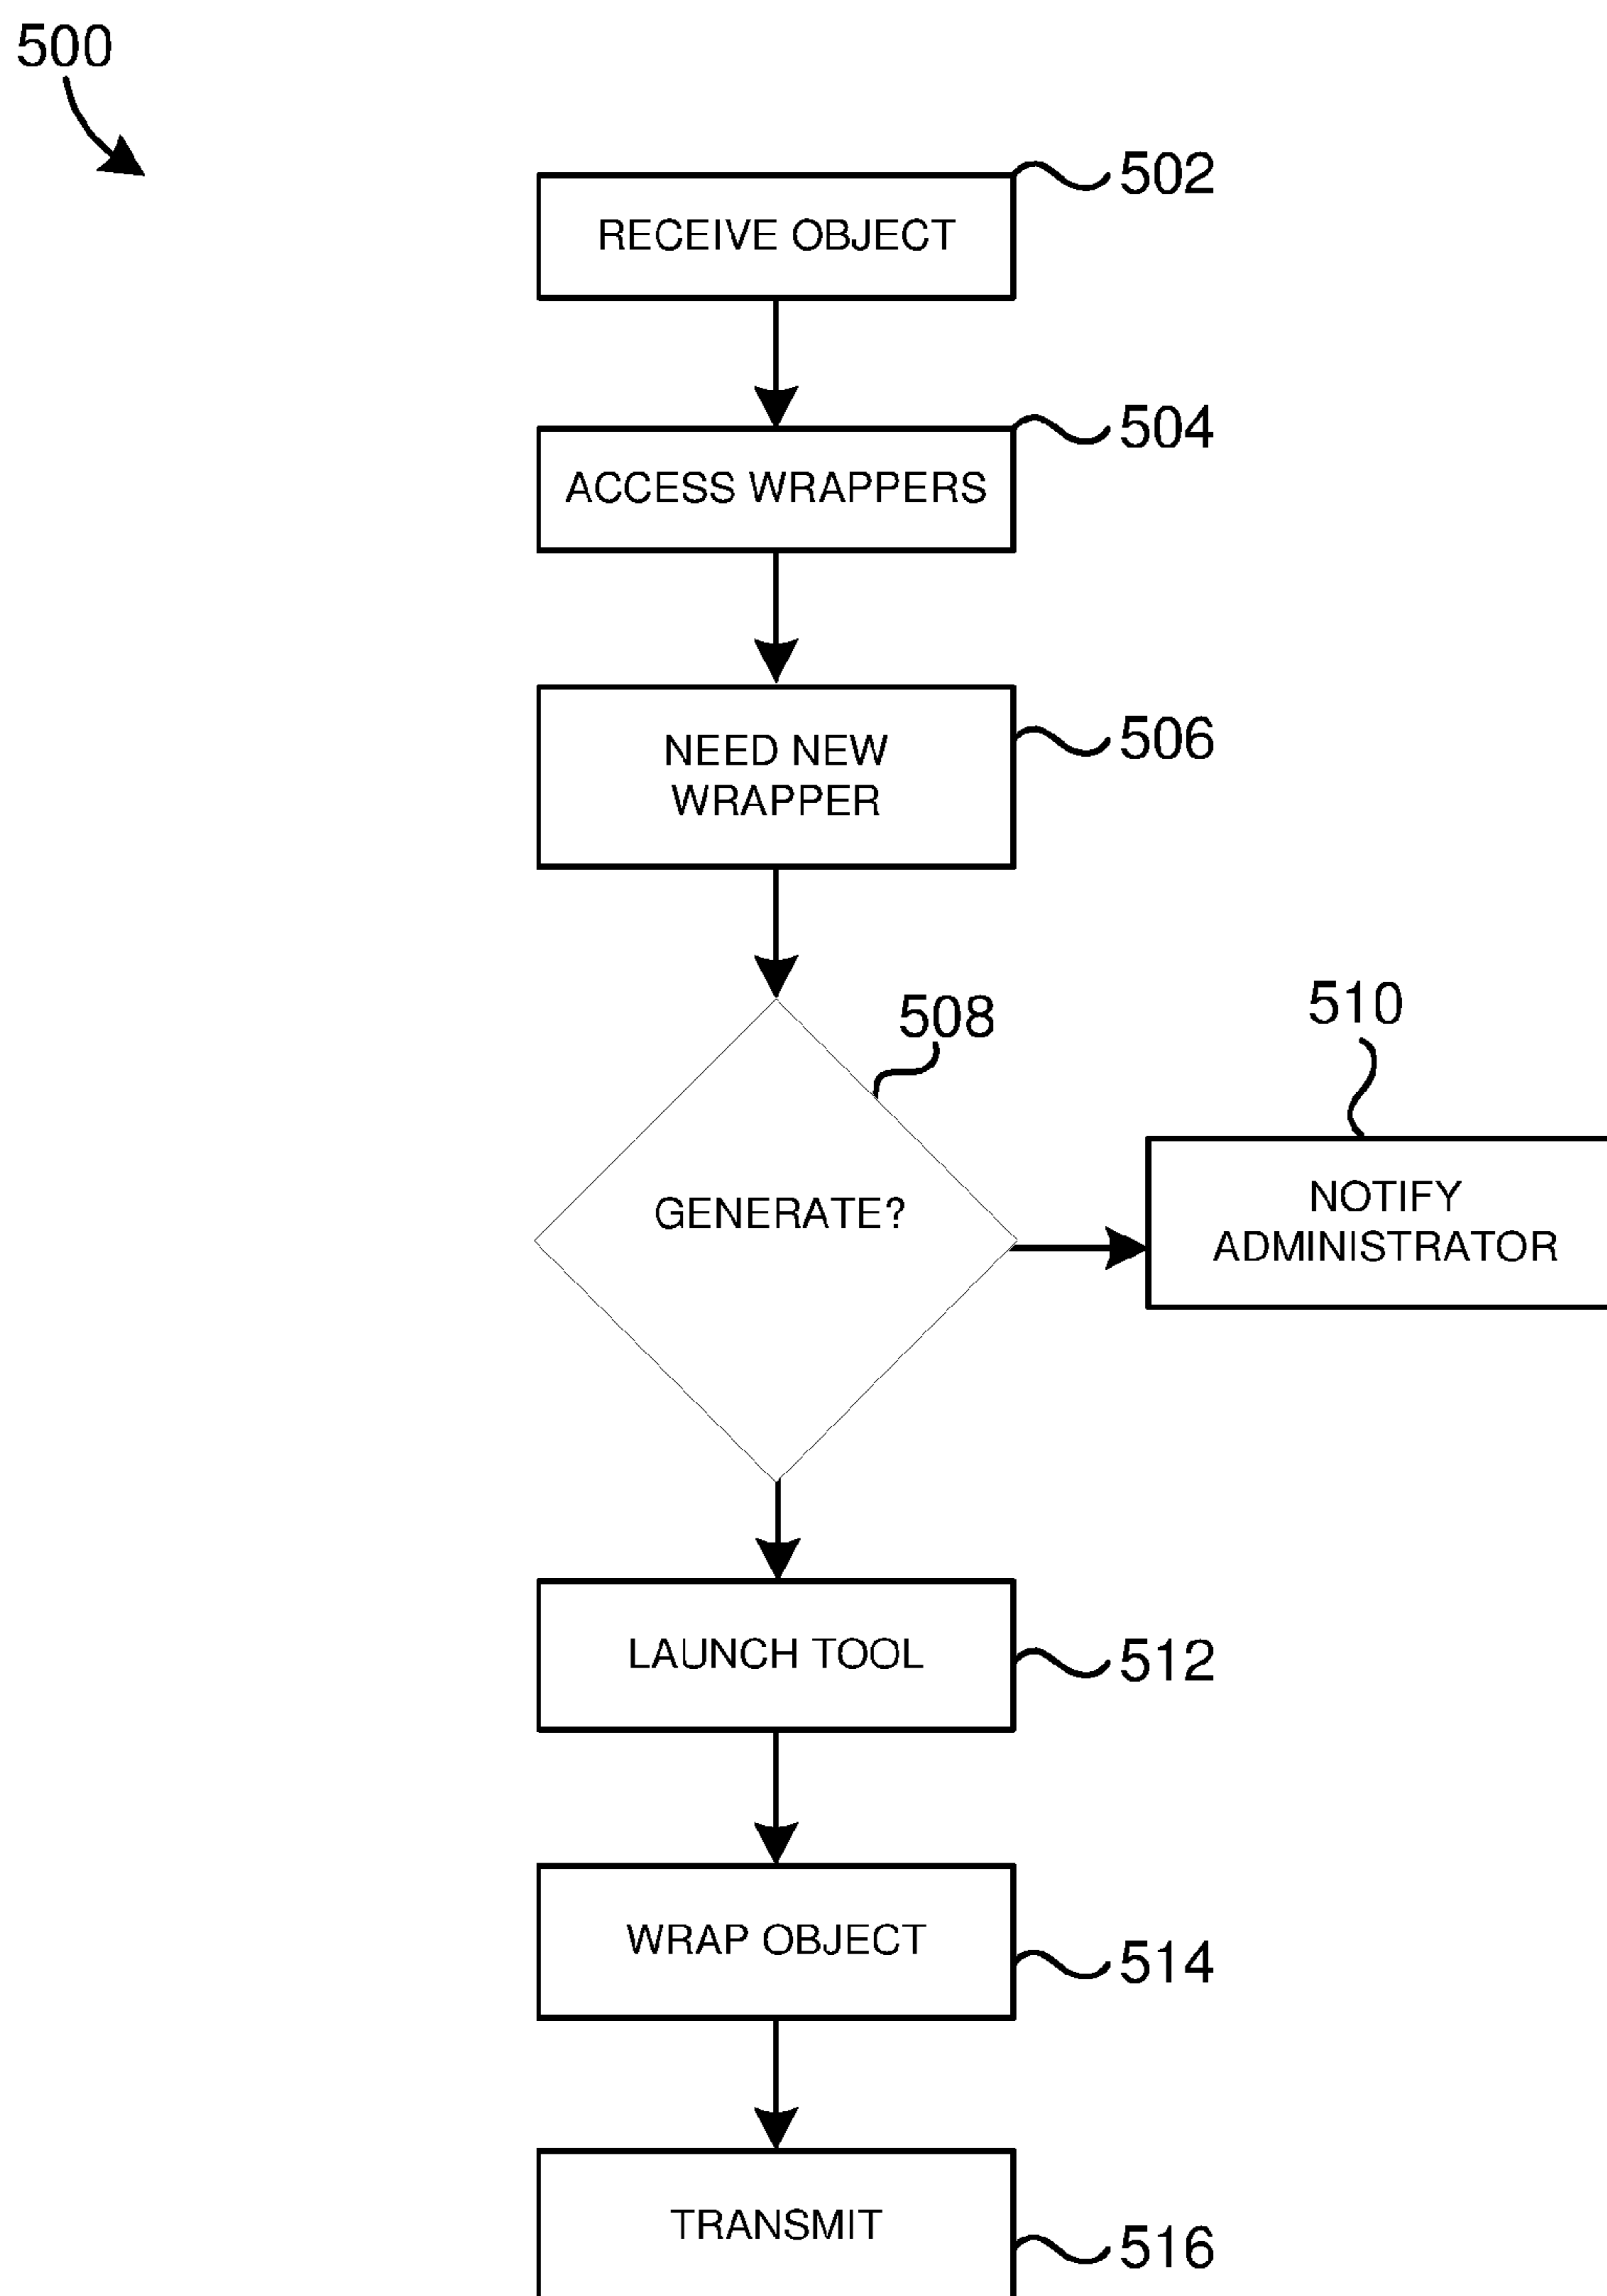 500
502
RECEIVE OBJECT
504
ACCESS WRAPPERS
506
NEED NEW
WRAPPER
508
GENERATE?
510
NOTIFY
ADMINISTRATOR
LAUNCH TOOL
512
WRAP OBJECT
514
TRANSMIT
516